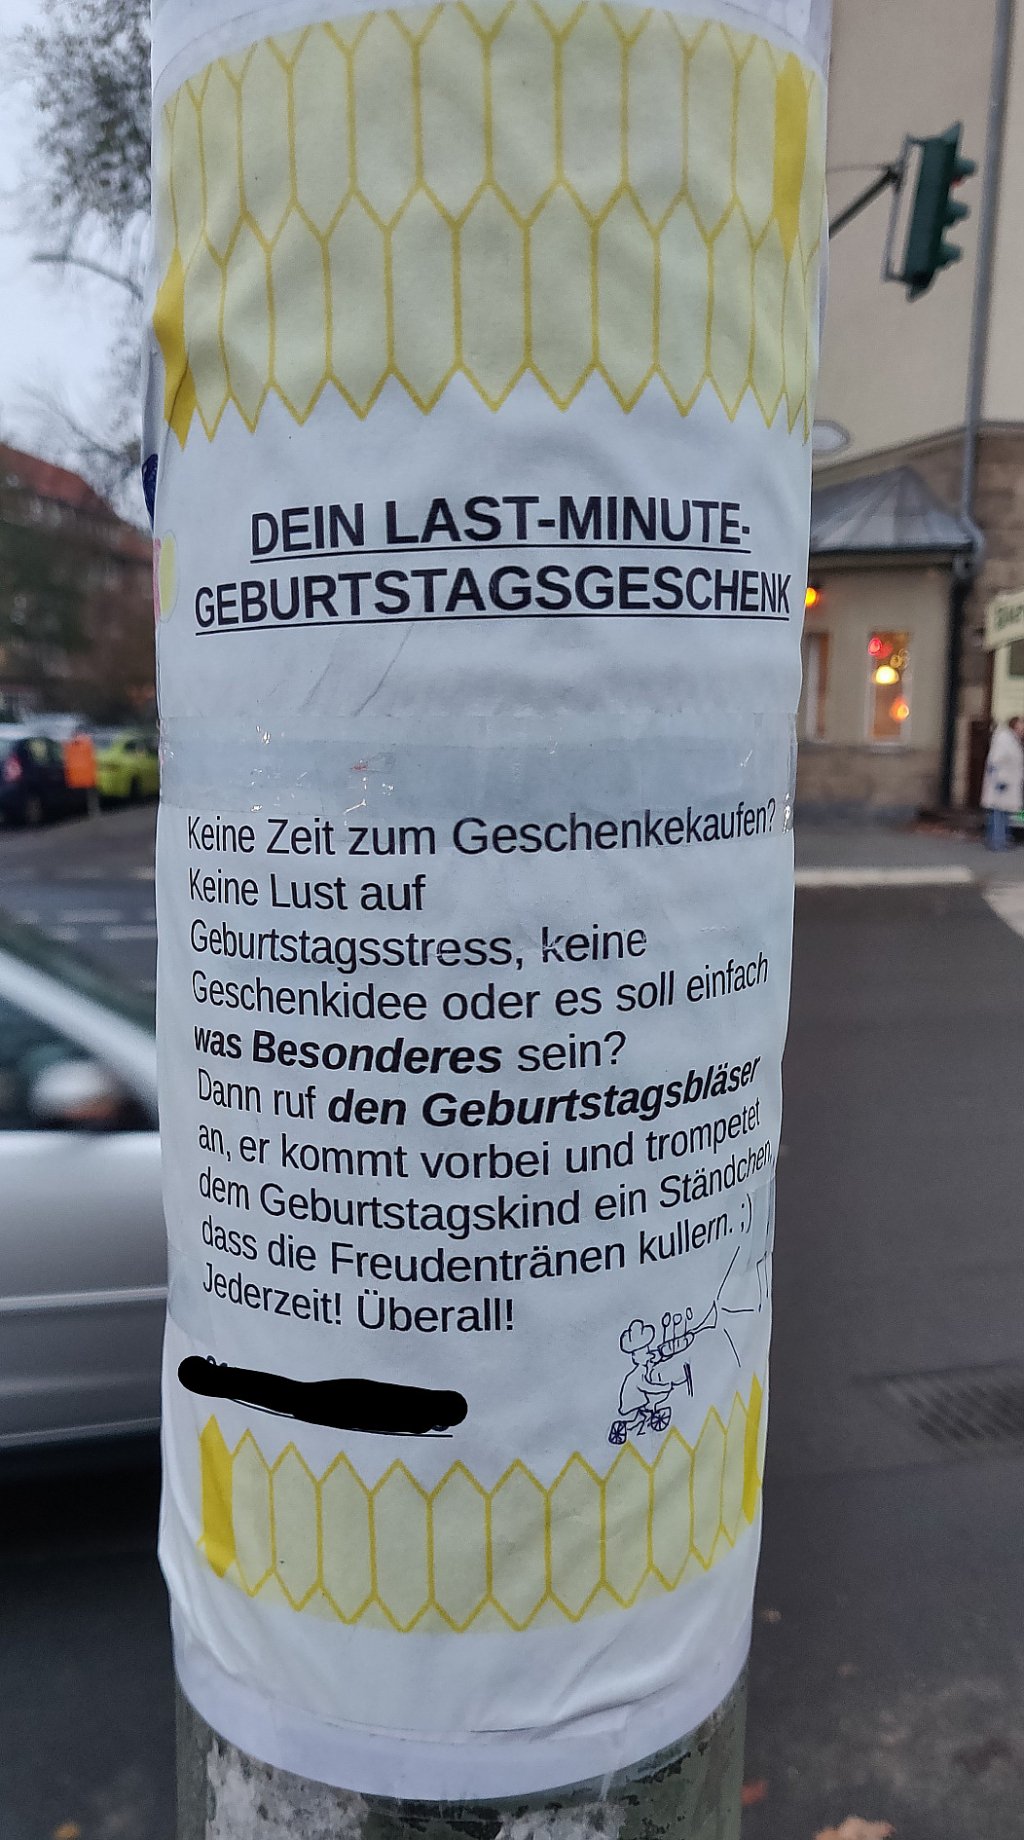 DEIN LAST-MINUTE-
GEBURTSTAGSGESCHENK
Keine Zeit zum Geschenkekaufen?
Keine Lust auf
Geburtstagsstress, keine
Geschenkidee oder es soll einfach
was Besonderes sein?
Dann ruf den Geburtstagsbläser
an, er kommt vorbei und trompetet
dem Geburtstagskind ein Ständchen,
dass die Freudentränen kullern. ;)
Jederzeit! Überall!